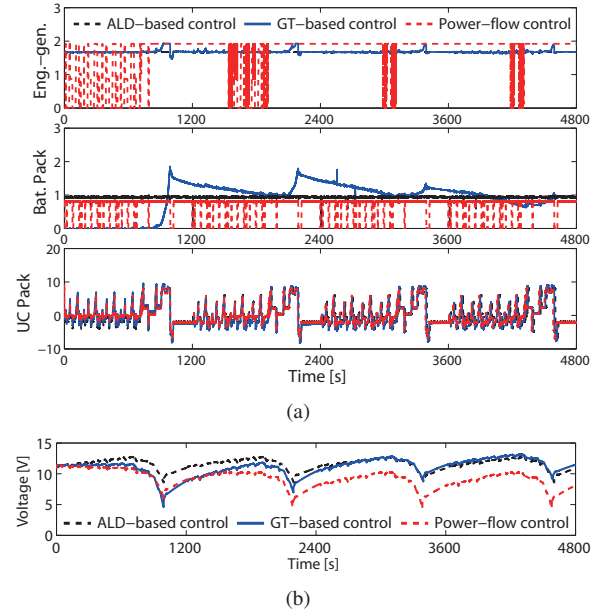 ALD−based control GT−based control Power−flow control
Eng.−gen.
3
2
1
0
0 1200 2400 3600 4800
Bat. Pack
3
2
1
0
0 1200 2400 3600 4800
UC Pack
20
10
0
−10
0 1200 2400 3600 4800
Time [s]
(a)
Voltage [V]
15
10
5
0
ALD−based control GT−based control Power−flow control
0 1200 2400 3600 4800
Time [s]
(b)